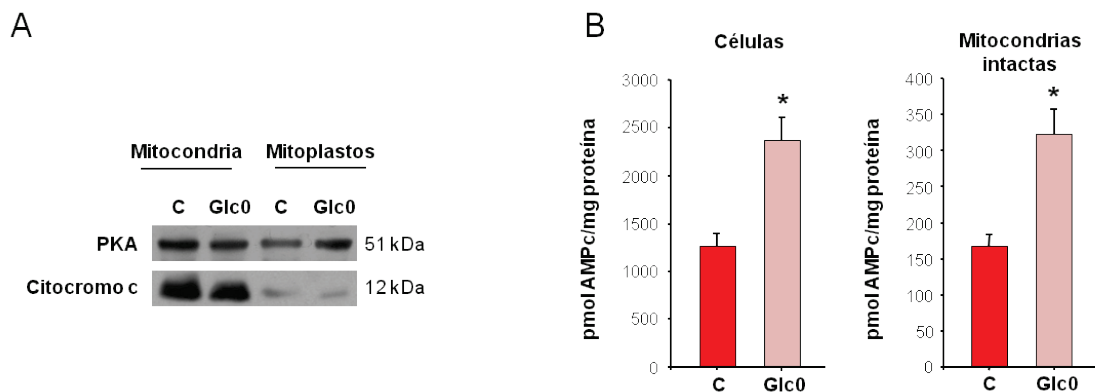 A
Mitocondria Mitoplastos
C Glc0 C Glc0
PKA 51 kDa
Citocromo c 12 kDa
B
Células
pmol AMPc/mg proteína
3000
2500
2000
1500
1000
500
0
*
C Glc0
Mitocondrias
intactas
pmol AMPc/mg proteína
400
350
300
250
200
150
100
50
0
*
C Glc0